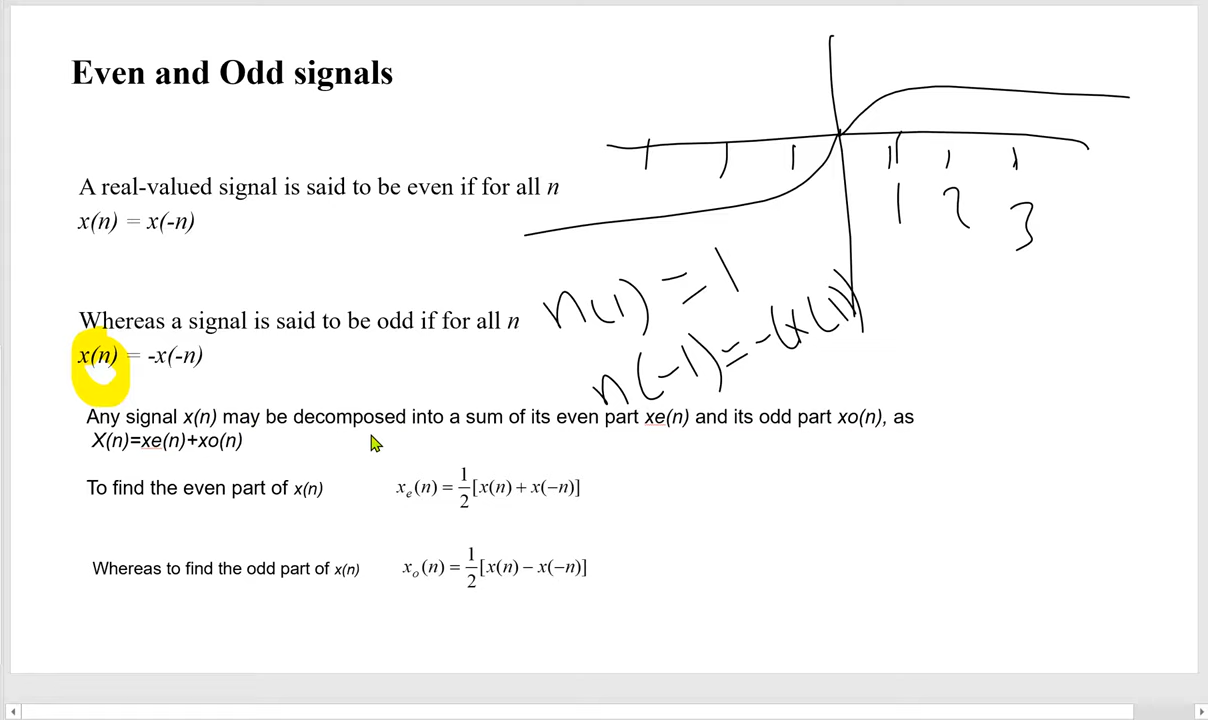 Even and Odd signals
A real-valued signal is said to be even if for all n
x(n) = x(-n)
1 2 3
n(1) = 1
Whereas a signal is said to be odd if for all n
x(n) = -x(-n)
n(-1) = -(x(1))
Any signal x(n) may be decomposed into a sum of its even part xe(n) and its odd part xo(n), as
X(n)=xe(n)+xo(n)
To find the even part of x(n) xₑ(n) = 1/2[x(n) + x(−n)]
Whereas to find the odd part of x(n) xₒ(n) = 1/2[x(n) − x(−n)]